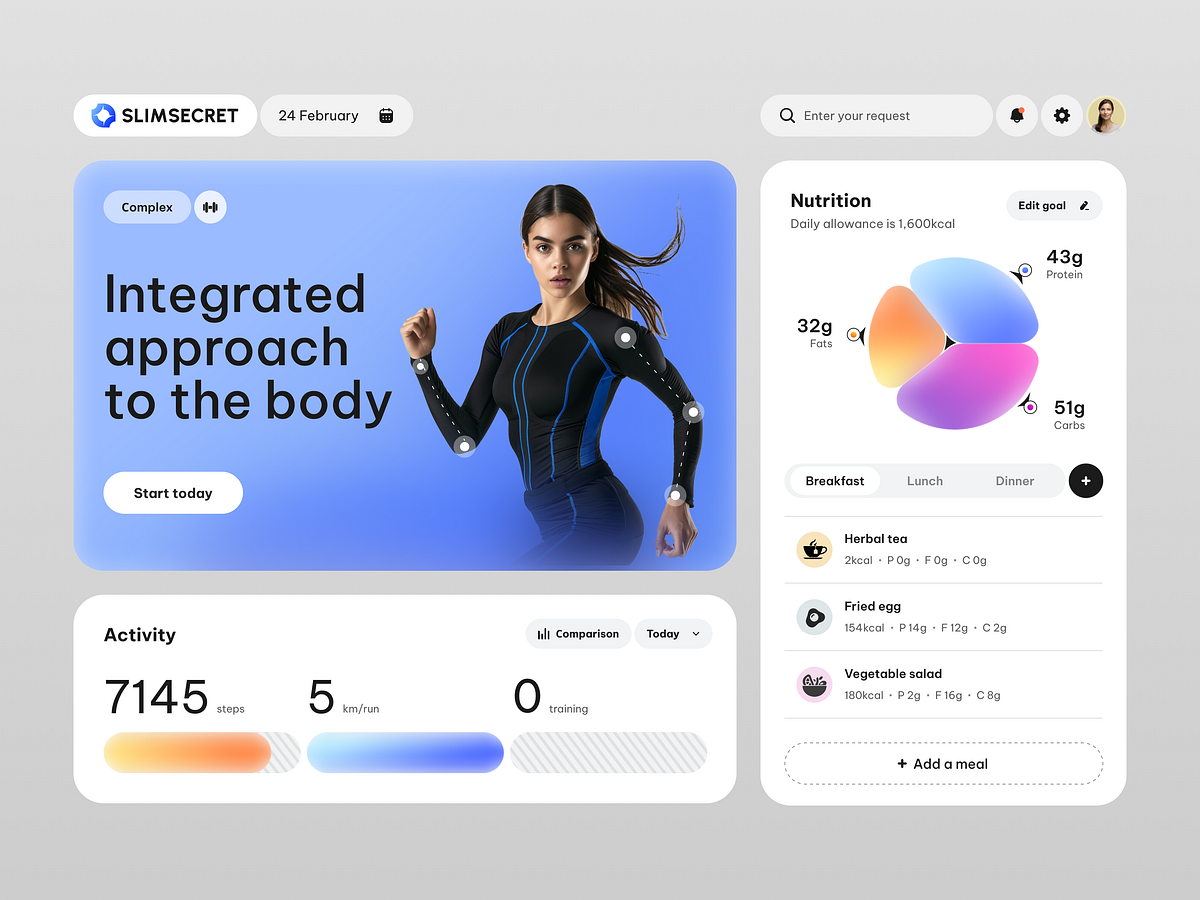 SLIMSECRET
24 February
Enter your request
Complex
Integrated
approach
to the body
Start today
Nutrition
Daily allowance is 1,600kcal
Edit goal
43g
Protein
32g
Fats
51g
Carbs
Breakfast
Lunch
Dinner
+
Herbal tea
2kcal • P 0g • F 0g • C 0g
Fried egg
154kcal • P 14g • F 12g • C 2g
Vegetable salad
180kcal • P 2g • F 16g • C 8g
+ Add a meal
Activity
Comparison
Today
7145 steps
5 km/run
0 training